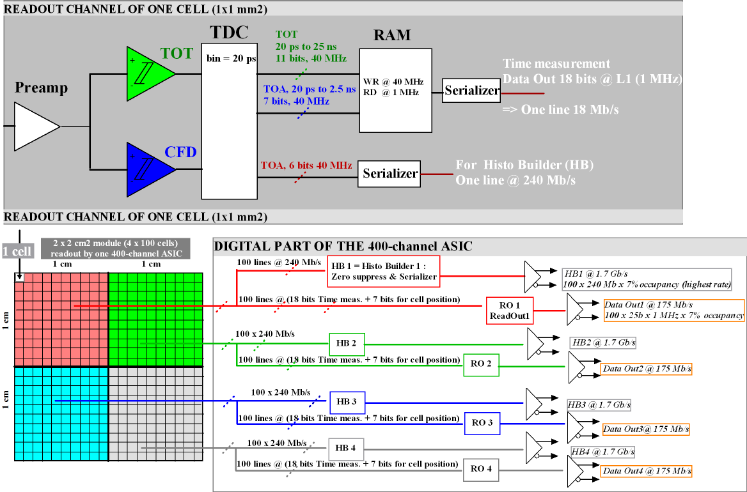 READOUT CHANNEL OF ONE CELL (1x1 mm2)
TDC
TOT
bin = 20 ps
TOT
20 ps to 25 ns
11 bits, 40 MHz
RAM
Preamp
WR @ 40 MHz
RD @ 1 MHz
Serializer
Time measurement
Data Out 18 bits @ L1 (1 MHz)
=> One line 18 Mb/s
TOA, 20 ps to 2.5 ns
7 bits, 40 MHz
CFD
TOA, 6 bits 40 MHz
Serializer
For Histo Builder (HB)
One line @ 240 Mb/s
READOUT CHANNEL OF ONE CELL (1x1 mm2)
1 cell
2 x 2 cm2 module (4 x 100 cells)
readout by one 400-channel ASIC
1 cm
1 cm
1 cm
1 cm
DIGITAL PART OF THE 400-channel ASIC
100 lines @ 240 Mb/s
HB 1 = Histo Builder 1 :
Zero suppress & Serializer
HB1 @ 1.7 Gb/s
100 x 240 Mb x 7% occupancy (highest rate)
100 lines @ (18 bits Time meas. + 7 bits for cell position)
RO 1
ReadOut1
Data Out1 @ 175 Mb/s
100 x 25b x 1 MHz x 7% occupancy
100 x 240 Mb/s
HB 2
HB2 @ 1.7 Gb/s
100 lines @ (18 bits Time meas. + 7 bits for cell position)
RO 2
Data Out2 @ 175 Mb/s
100 x 240 Mb/s
HB 3
HB3 @ 1.7 Gb/s
100 lines @ (18 bits Time meas. + 7 bits for cell position)
RO 3
Data Out3@ 175 Mb/s
100 x 240 Mb/s
HB 4
HB4 @ 1.7 Gb/s
100 lines @ (18 bits Time meas. + 7 bits for cell position)
RO 4
Data Out4 @ 175 Mb/s